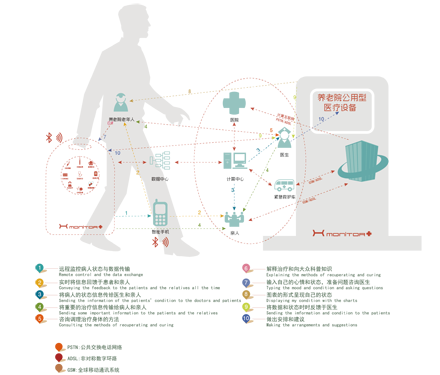 养老院公用型
医疗设备
养老院老年人
医院
医生
数据中心
计算中心
紧急救护车
智能手机
亲人
MONITOR
MONITOR
1 远程监控病人状态与数据传输
Remote control and the data exchange
2 实时将信息回馈于患者和亲人
Conveying the feedback to the patients and the relatives all the time
3 将病人的状态信息传给医生和亲人
Sending the information of the patients' condition to the doctors and patients
4 将重要的治疗信息传输给病人和亲人
Sending some important information to the patients and the relatives
5 咨询调理治疗身体的方法
Consulting the methods of recuperating and curing
6 解释治疗和向大众科普知识
Explaining the methods of recuperating and curing
7 输入自己的心情和状态，准备问题咨询医生
Typing the mood and condition and asking questions
8 图表的形式呈现自己的状态
Displaying my condition with the charts
9 将数据和状态时时反馈于医生
Sending the information and condition to the patients
10 做出安排和建议
Making the arrangements and suggestions
PSTN:公共交换电话网络
ADSL:非对称数字环路
GSM:全球移动通讯系统